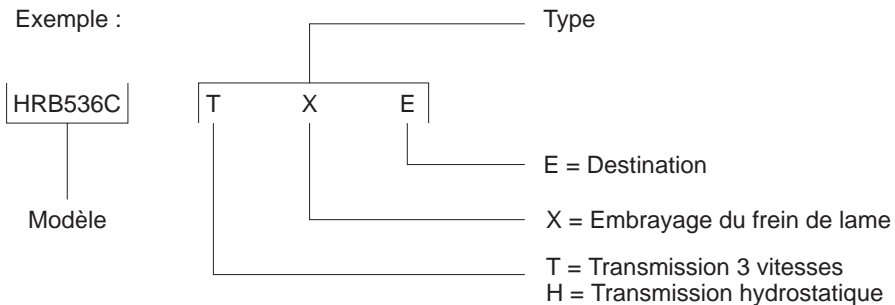 Exemple :
Type
HRB536C
T X E
E = Destination
Modèle
X = Embrayage du frein de lame
T = Transmission 3 vitesses
H = Transmission hydrostatique